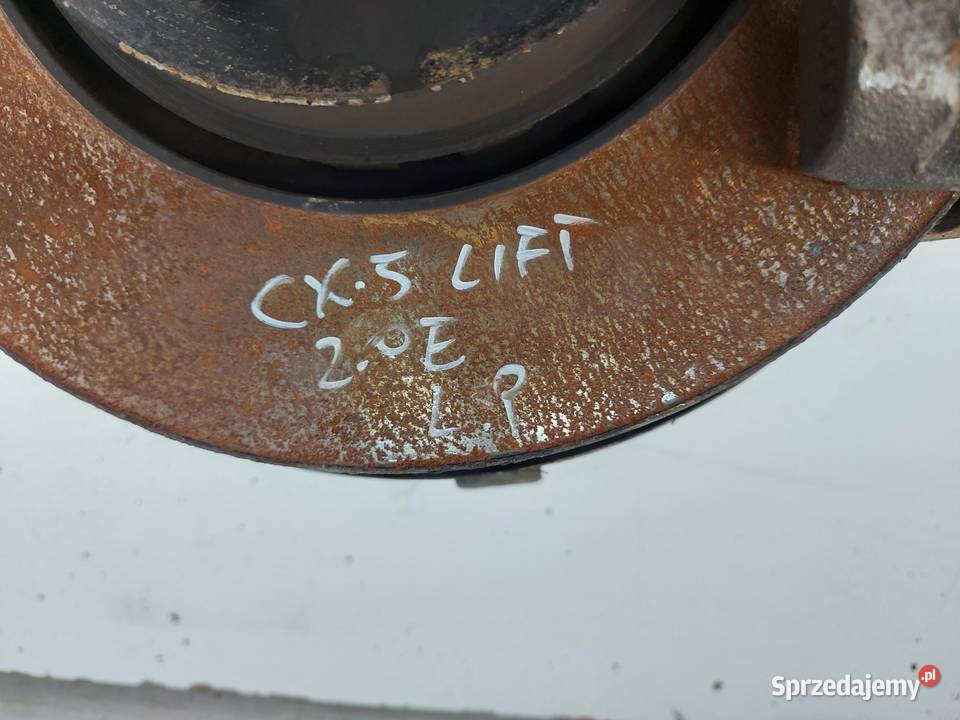 CX.5 LIFT
2.0E
L.P
Sprzedajemy.pl